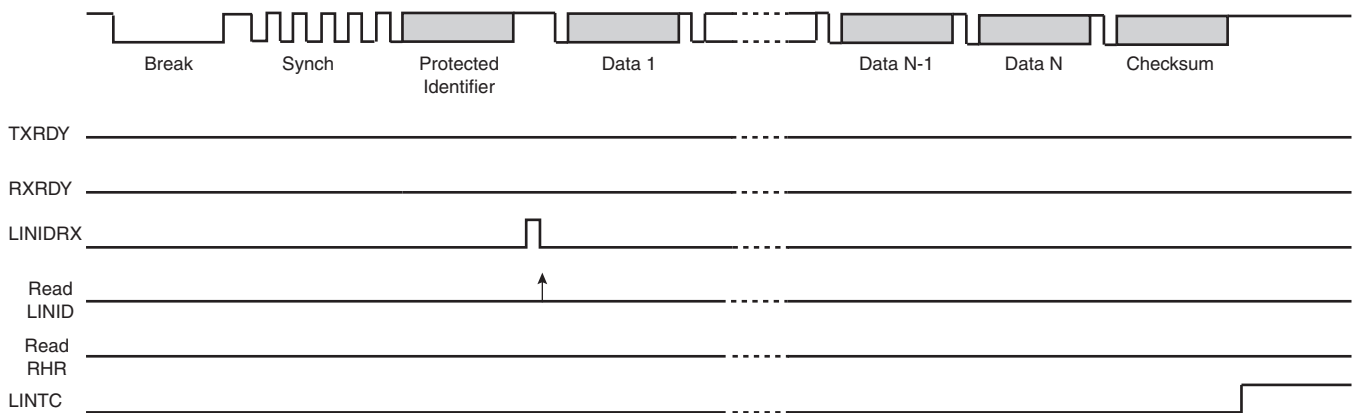 Break Synch Protected Identifier Data 1 Data N-1 Data N Checksum
TXRDY
RXRDY
LINIDRX
Read
LINID
Read
RHR
LINTC